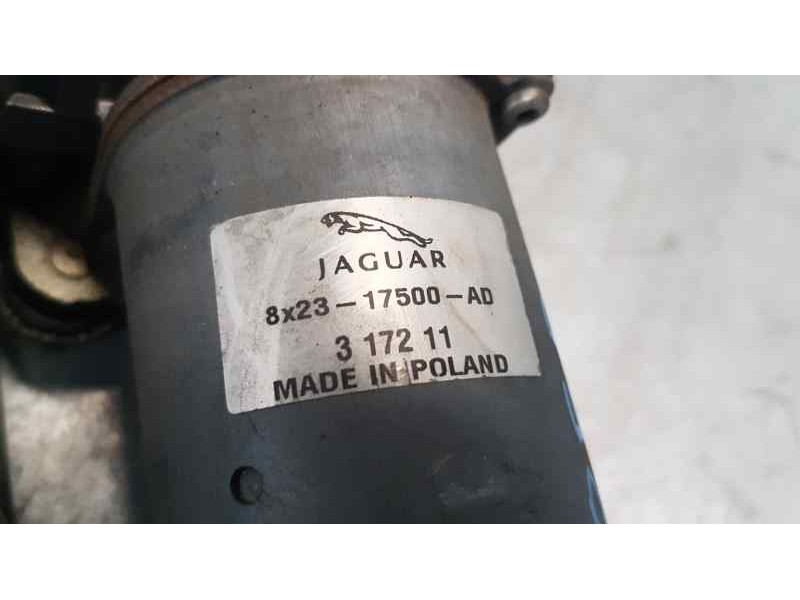 JAGUAR
8x23-17500-AD
3 172 11
MADE IN POLAND